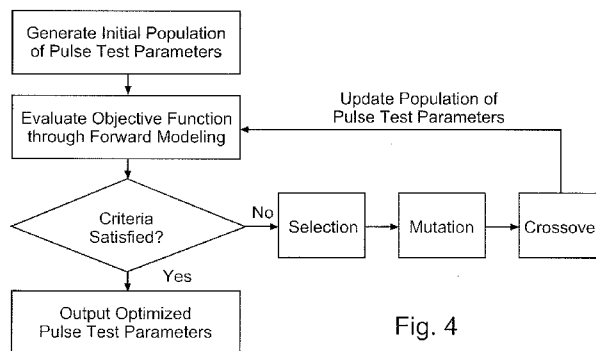 Generate Initial Population
of Pulse Test Parameters
Evaluate Objective Function
through Forward Modeling
Update Population of
Pulse Test Parameters
Criteria
Satisfied?
No
Selection
Mutation
Crossover
Yes
Output Optimized
Pulse Test Parameters
Fig. 4